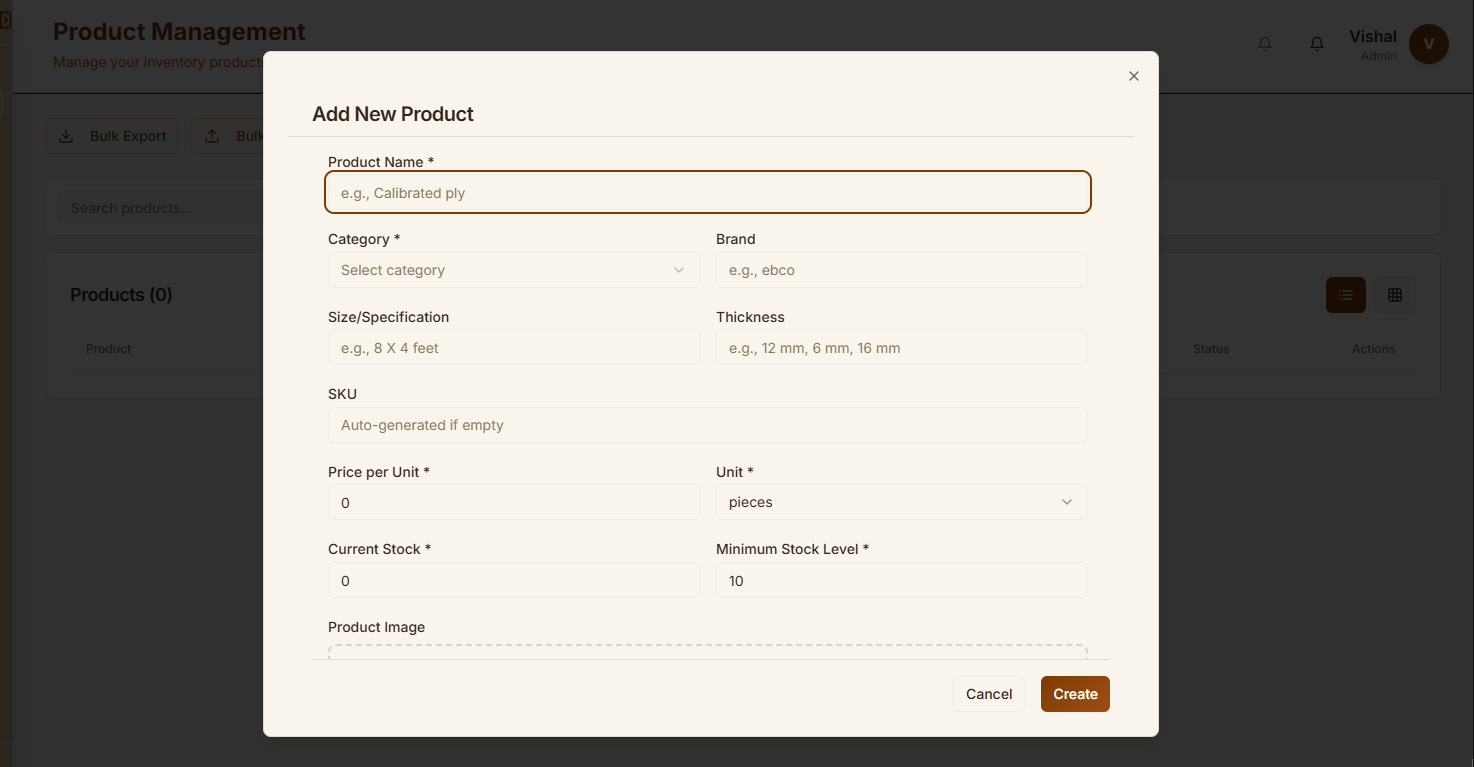 Product Management
Manage your inventory products
Vishal
Admin
V
Bulk Export
Bulk
Search products...
Products (0)
Product
Status
Actions
Add New Product
Product Name *
e.g., Calibrated ply
Category *
Brand
Select category
e.g., ebco
Size/Specification
Thickness
e.g., 8 X 4 feet
e.g., 12 mm, 6 mm, 16 mm
SKU
Auto-generated if empty
Price per Unit *
Unit *
0
pieces
Current Stock *
Minimum Stock Level *
0
10
Product Image
Cancel
Create